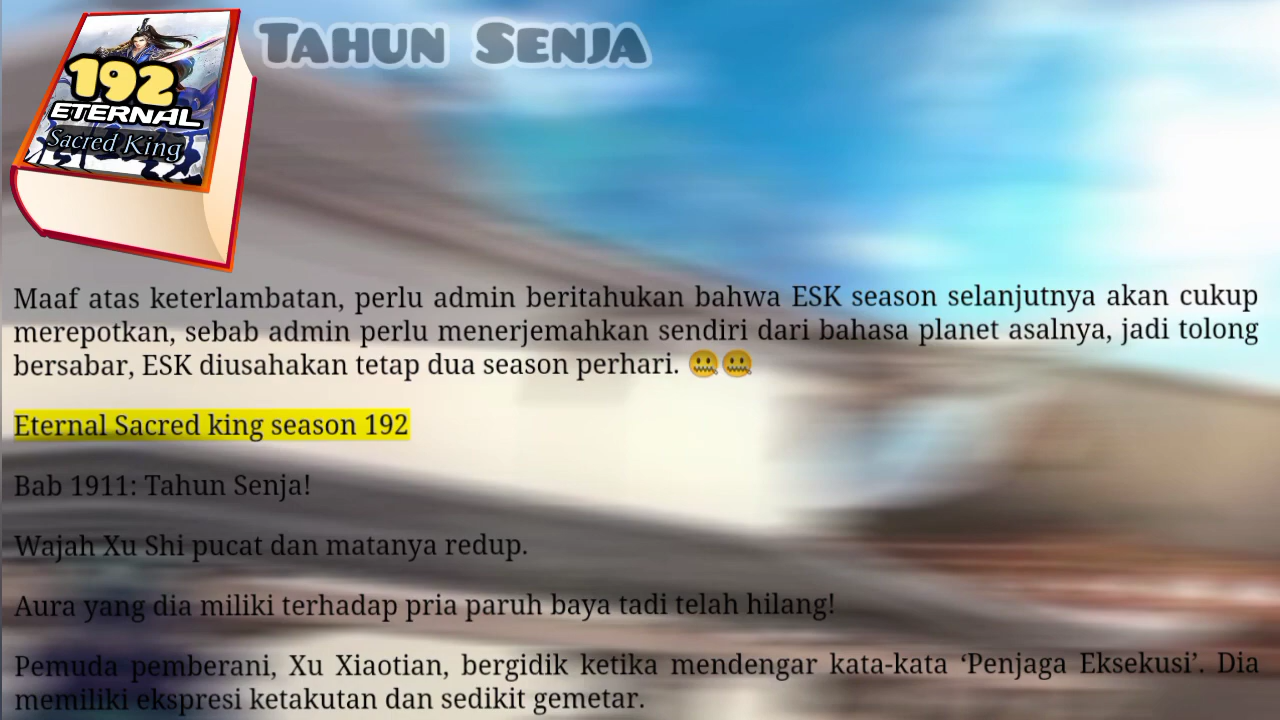 TAHUN SENJA
192
ETERNAL
Sacred King
Maaf atas keterlambatan, perlu admin beritahukan bahwa ESK season selanjutnya akan cukup
merepotkan, sebab admin perlu menerjemahkan sendiri dari bahasa planet asalnya, jadi tolong
bersabar, ESK diusahakan tetap dua season perhari. 🤐🤐
Eternal Sacred king season 192
Bab 1911: Tahun Senja!
Wajah Xu Shi pucat dan matanya redup.
Aura yang dia miliki terhadap pria paruh baya tadi telah hilang!
Pemuda pemberani, Xu Xiaotian, bergidik ketika mendengar kata-kata ‘Penjaga Eksekusi’. Dia
memiliki ekspresi ketakutan dan sedikit gemetar.